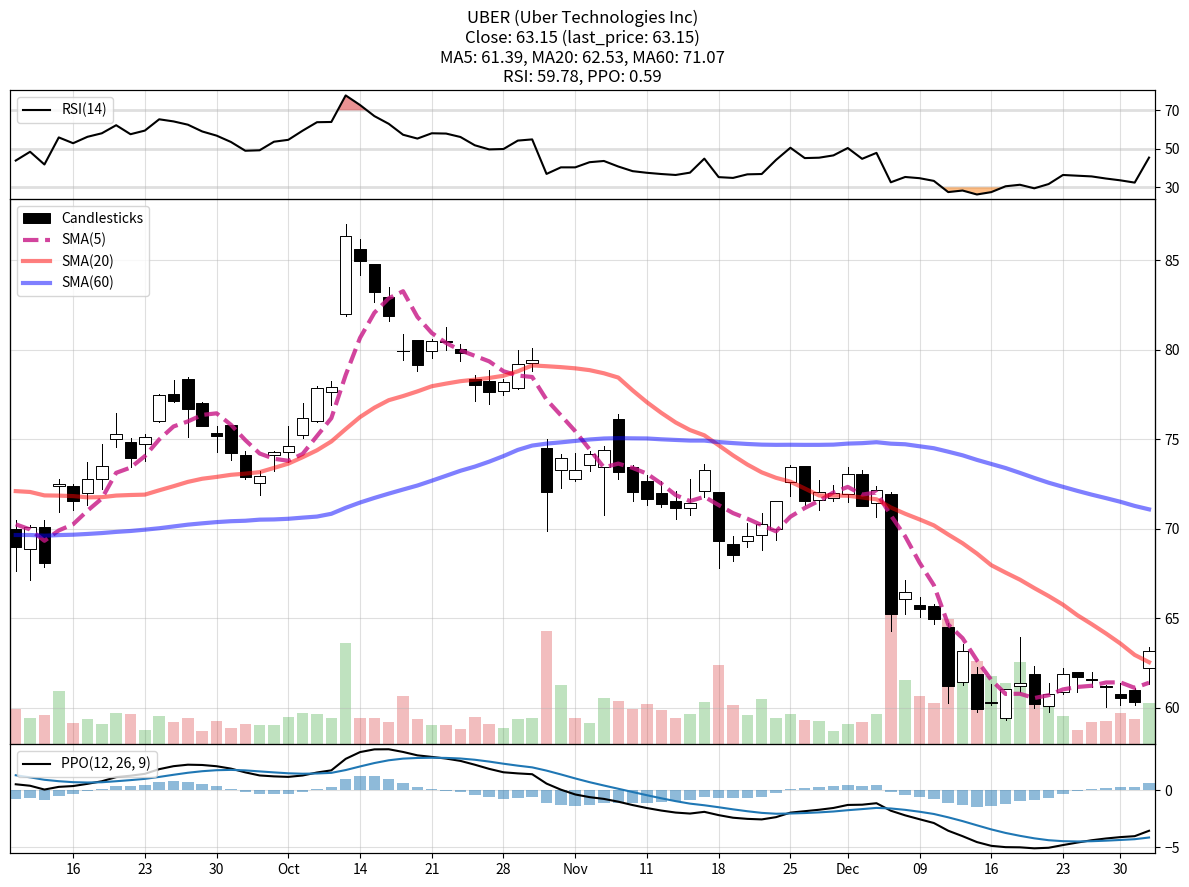 UBER (Uber Technologies Inc)
Close: 63.15 (last_price: 63.15)
MA5: 61.39, MA20: 62.53, MA60: 71.07
RSI: 59.78, PPO: 0.59
RSI(14)
70
50
30
Candlesticks
SMA(5)
SMA(20)
SMA(60)
85
80
75
70
65
60
PPO(12, 26, 9)
0
−5
16 23 30 Oct 14 21 28 Nov 11 18 25 Dec 09 16 23 30